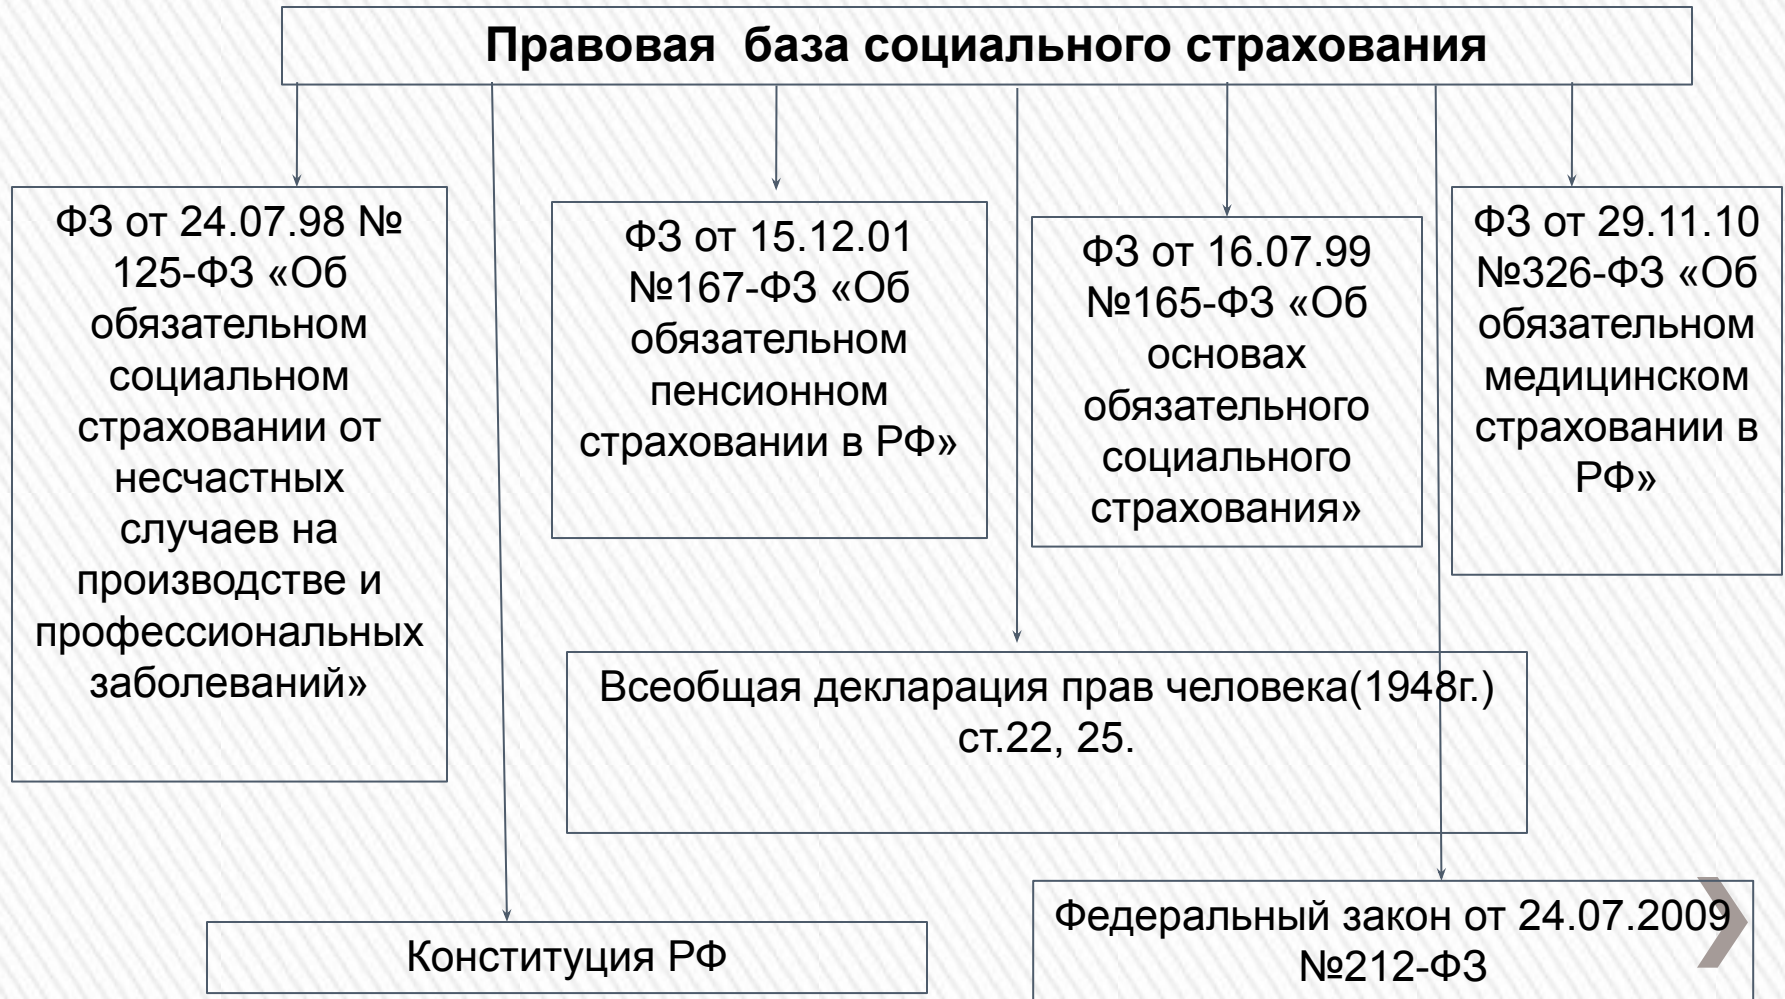 Правовая база социального страхования
ФЗ от 24.07.98 №
125-ФЗ «Об
обязательном
социальном
страховании от
несчастных
случаев на
производстве и
профессиональных
заболеваний»
ФЗ от 15.12.01
№167-ФЗ «Об
обязательном
пенсионном
страховании в РФ»
ФЗ от 16.07.99
№165-ФЗ «Об
основах
обязательного
социального
страхования»
ФЗ от 29.11.10
№326-ФЗ «Об
обязательном
медицинском
страховании в
РФ»
Всеобщая декларация прав человека(1948г.)
ст.22, 25.
Конституция РФ
Федеральный закон от 24.07.2009
№212-ФЗ